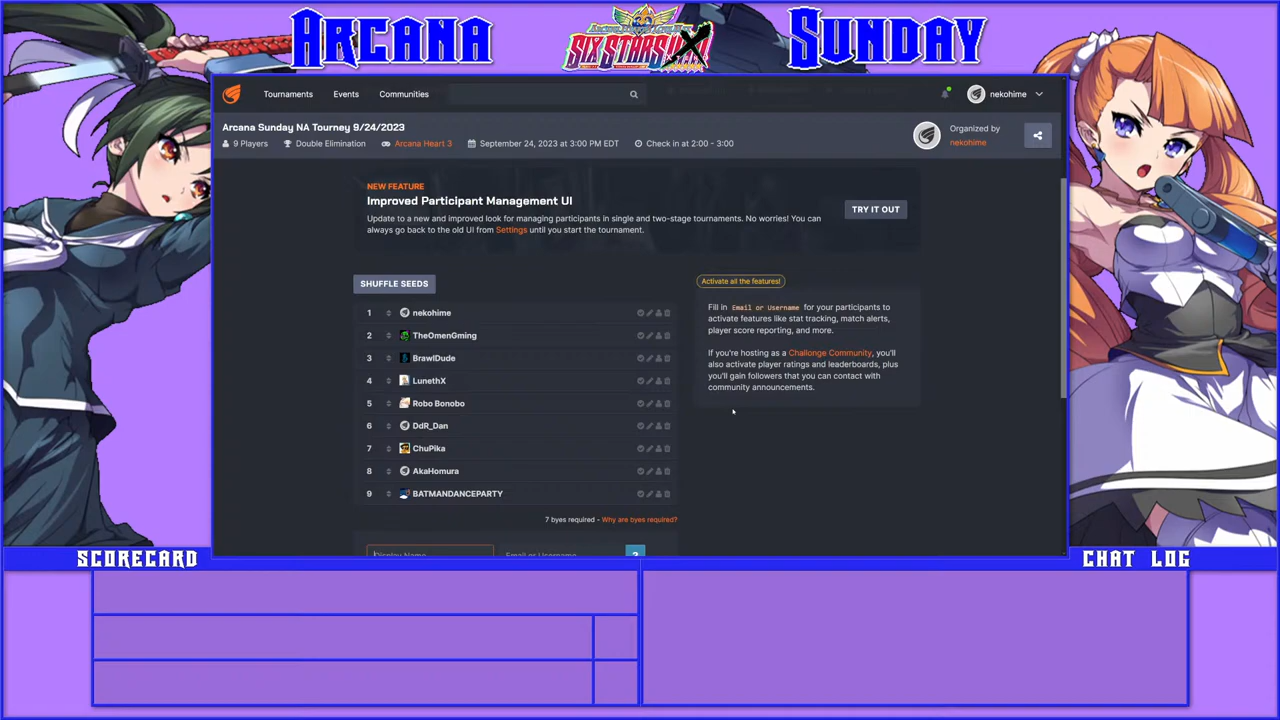 Arcana
SIX STARS
Sunday
Tournaments
Events
Communities
nekohime
Arcana Sunday NA Tourney 9/24/2023
9 Players
Double Elimination
Arcana Heart 3
September 24, 2023 at 3:00 PM EDT
Check in at 2:00 - 3:00
Organized by
nekohime
NEW FEATURE
Improved Participant Management UI
Update to a new and improved look for managing participants in single and two-stage tournaments. No worries! You can
always go back to the old UI from Settings until you start the tournament.
TRY IT OUT
SHUFFLE SEEDS
1 nekohime
2 TheOmenGming
3 BrawlDude
4 LunethX
5 Robo Bonobo
6 DdR_Dan
7 ChuPika
8 AkaHomura
9 BATMANDANCEPARTY
7 byes required - Why are byes required?
Display Name
Email or Username
?
Activate all the features!
Fill in Email or Username for your participants to
activate features like stat tracking, match alerts,
player score reporting, and more.
If you're hosting as a Challonge Community, you'll
also activate player ratings and leaderboards, plus
you'll gain followers that you can contact with
community announcements.
SCORECARD
CHAT LOG